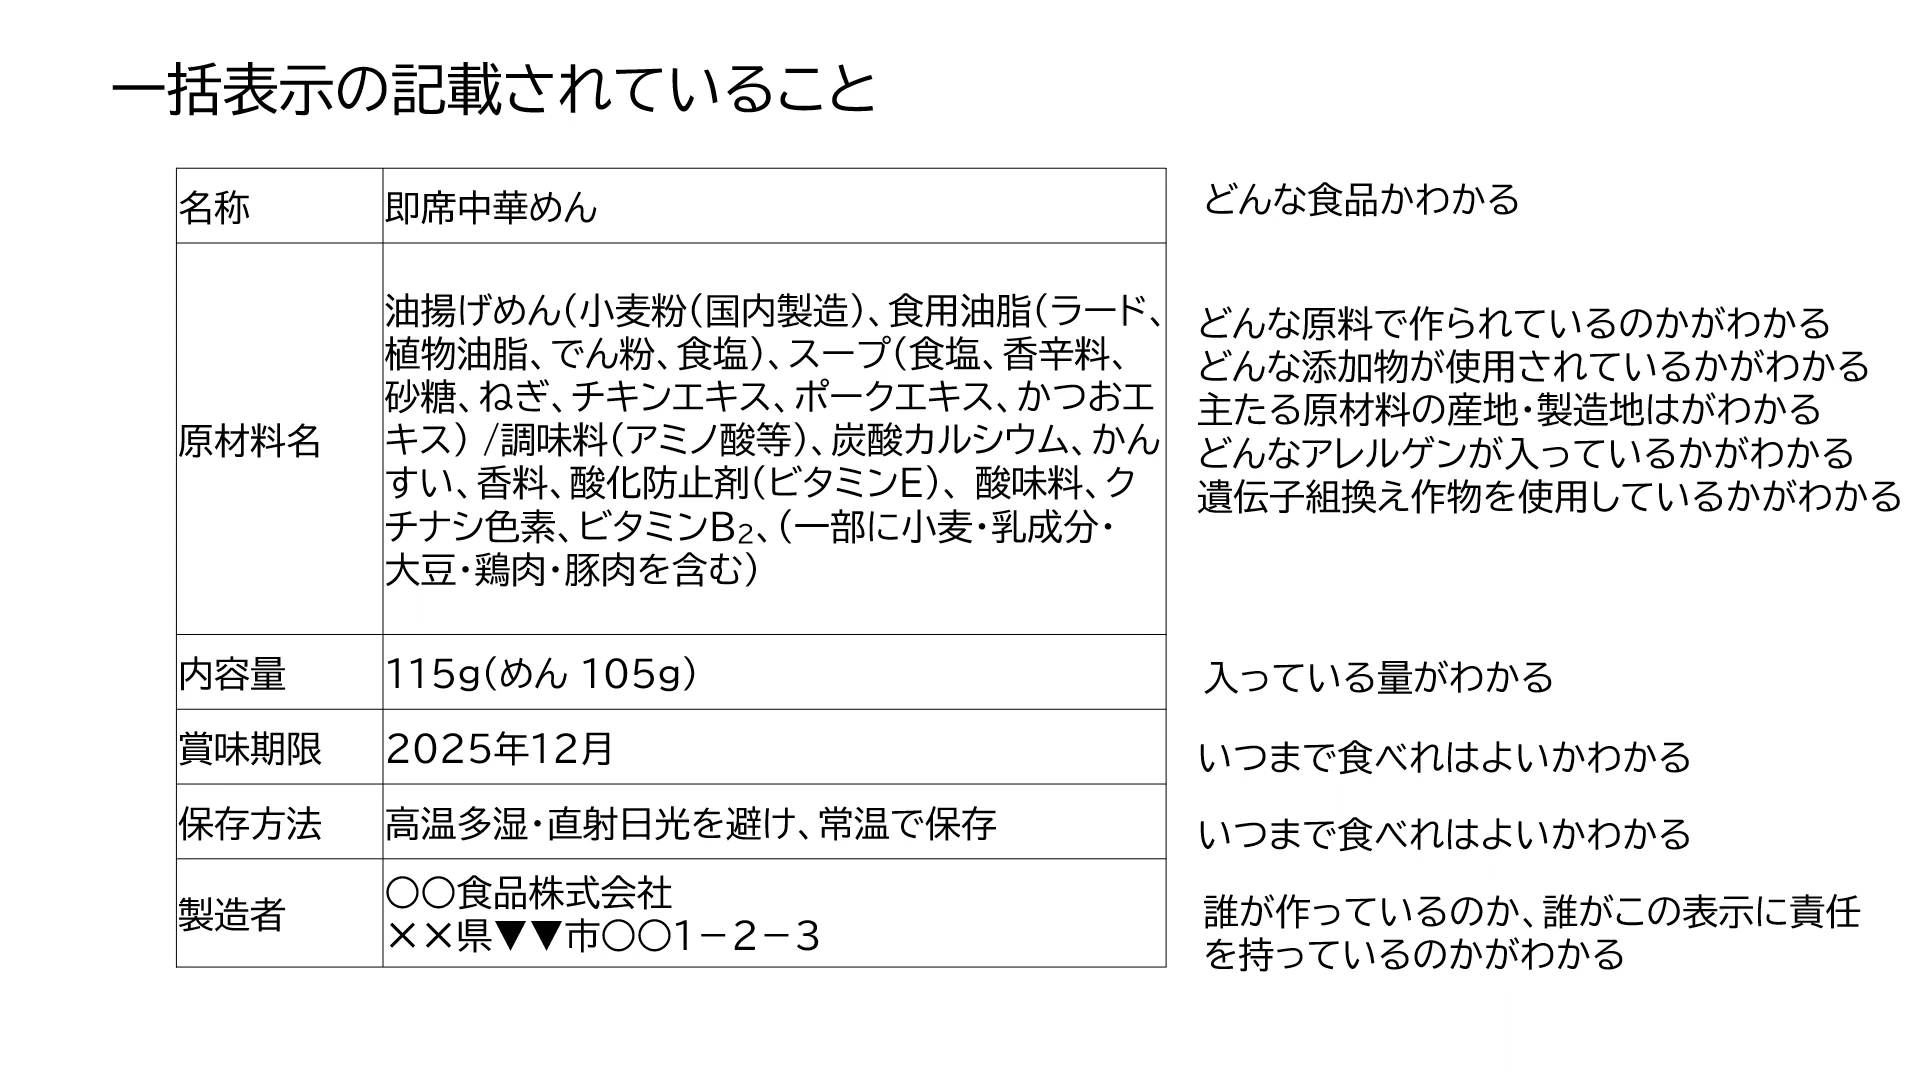 一括表示の記載されていること
名称
即席中華めん
どんな食品かわかる
原材料名
油揚げめん(小麦粉(国内製造)、食用油脂(ラード、
植物油脂、でん粉、食塩)、スープ(食塩、香辛料、
砂糖、ねぎ、チキンエキス、ポークエキス、かつおエ
キス) /調味料(アミノ酸等)、炭酸カルシウム、かん
すい、香料、酸化防止剤(ビタミンE)、 酸味料、ク
チナシ色素、ビタミンB₂、(一部に小麦・乳成分・
大豆・鶏肉・豚肉を含む)
どんな原料で作られているのかがわかる
どんな添加物が使用されているかがわかる
主たる原材料の産地・製造地はがわかる
どんなアレルゲンが入っているかがわかる
遺伝子組換え作物を使用しているかがわかる
内容量
115g(めん 105g)
入っている量がわかる
賞味期限
2025年12月
いつまで食べれはよいかわかる
保存方法
高温多湿・直射日光を避け、常温で保存
いつまで食べれはよいかわかる
製造者
〇〇食品株式会社
××県▼▼市〇〇1－2－3
誰が作っているのか、誰がこの表示に責任
を持っているのかがわかる